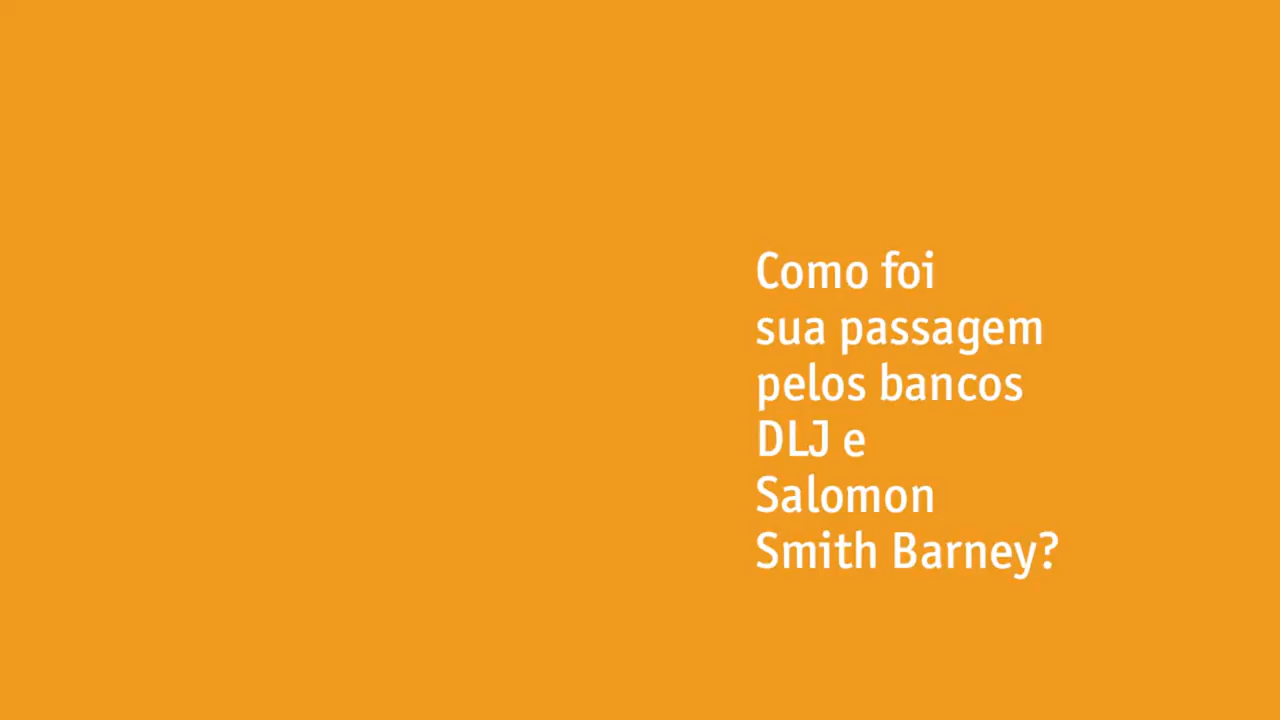 Como foi
sua passagem
pelos bancos
DLJ e
Salomon
Smith Barney?